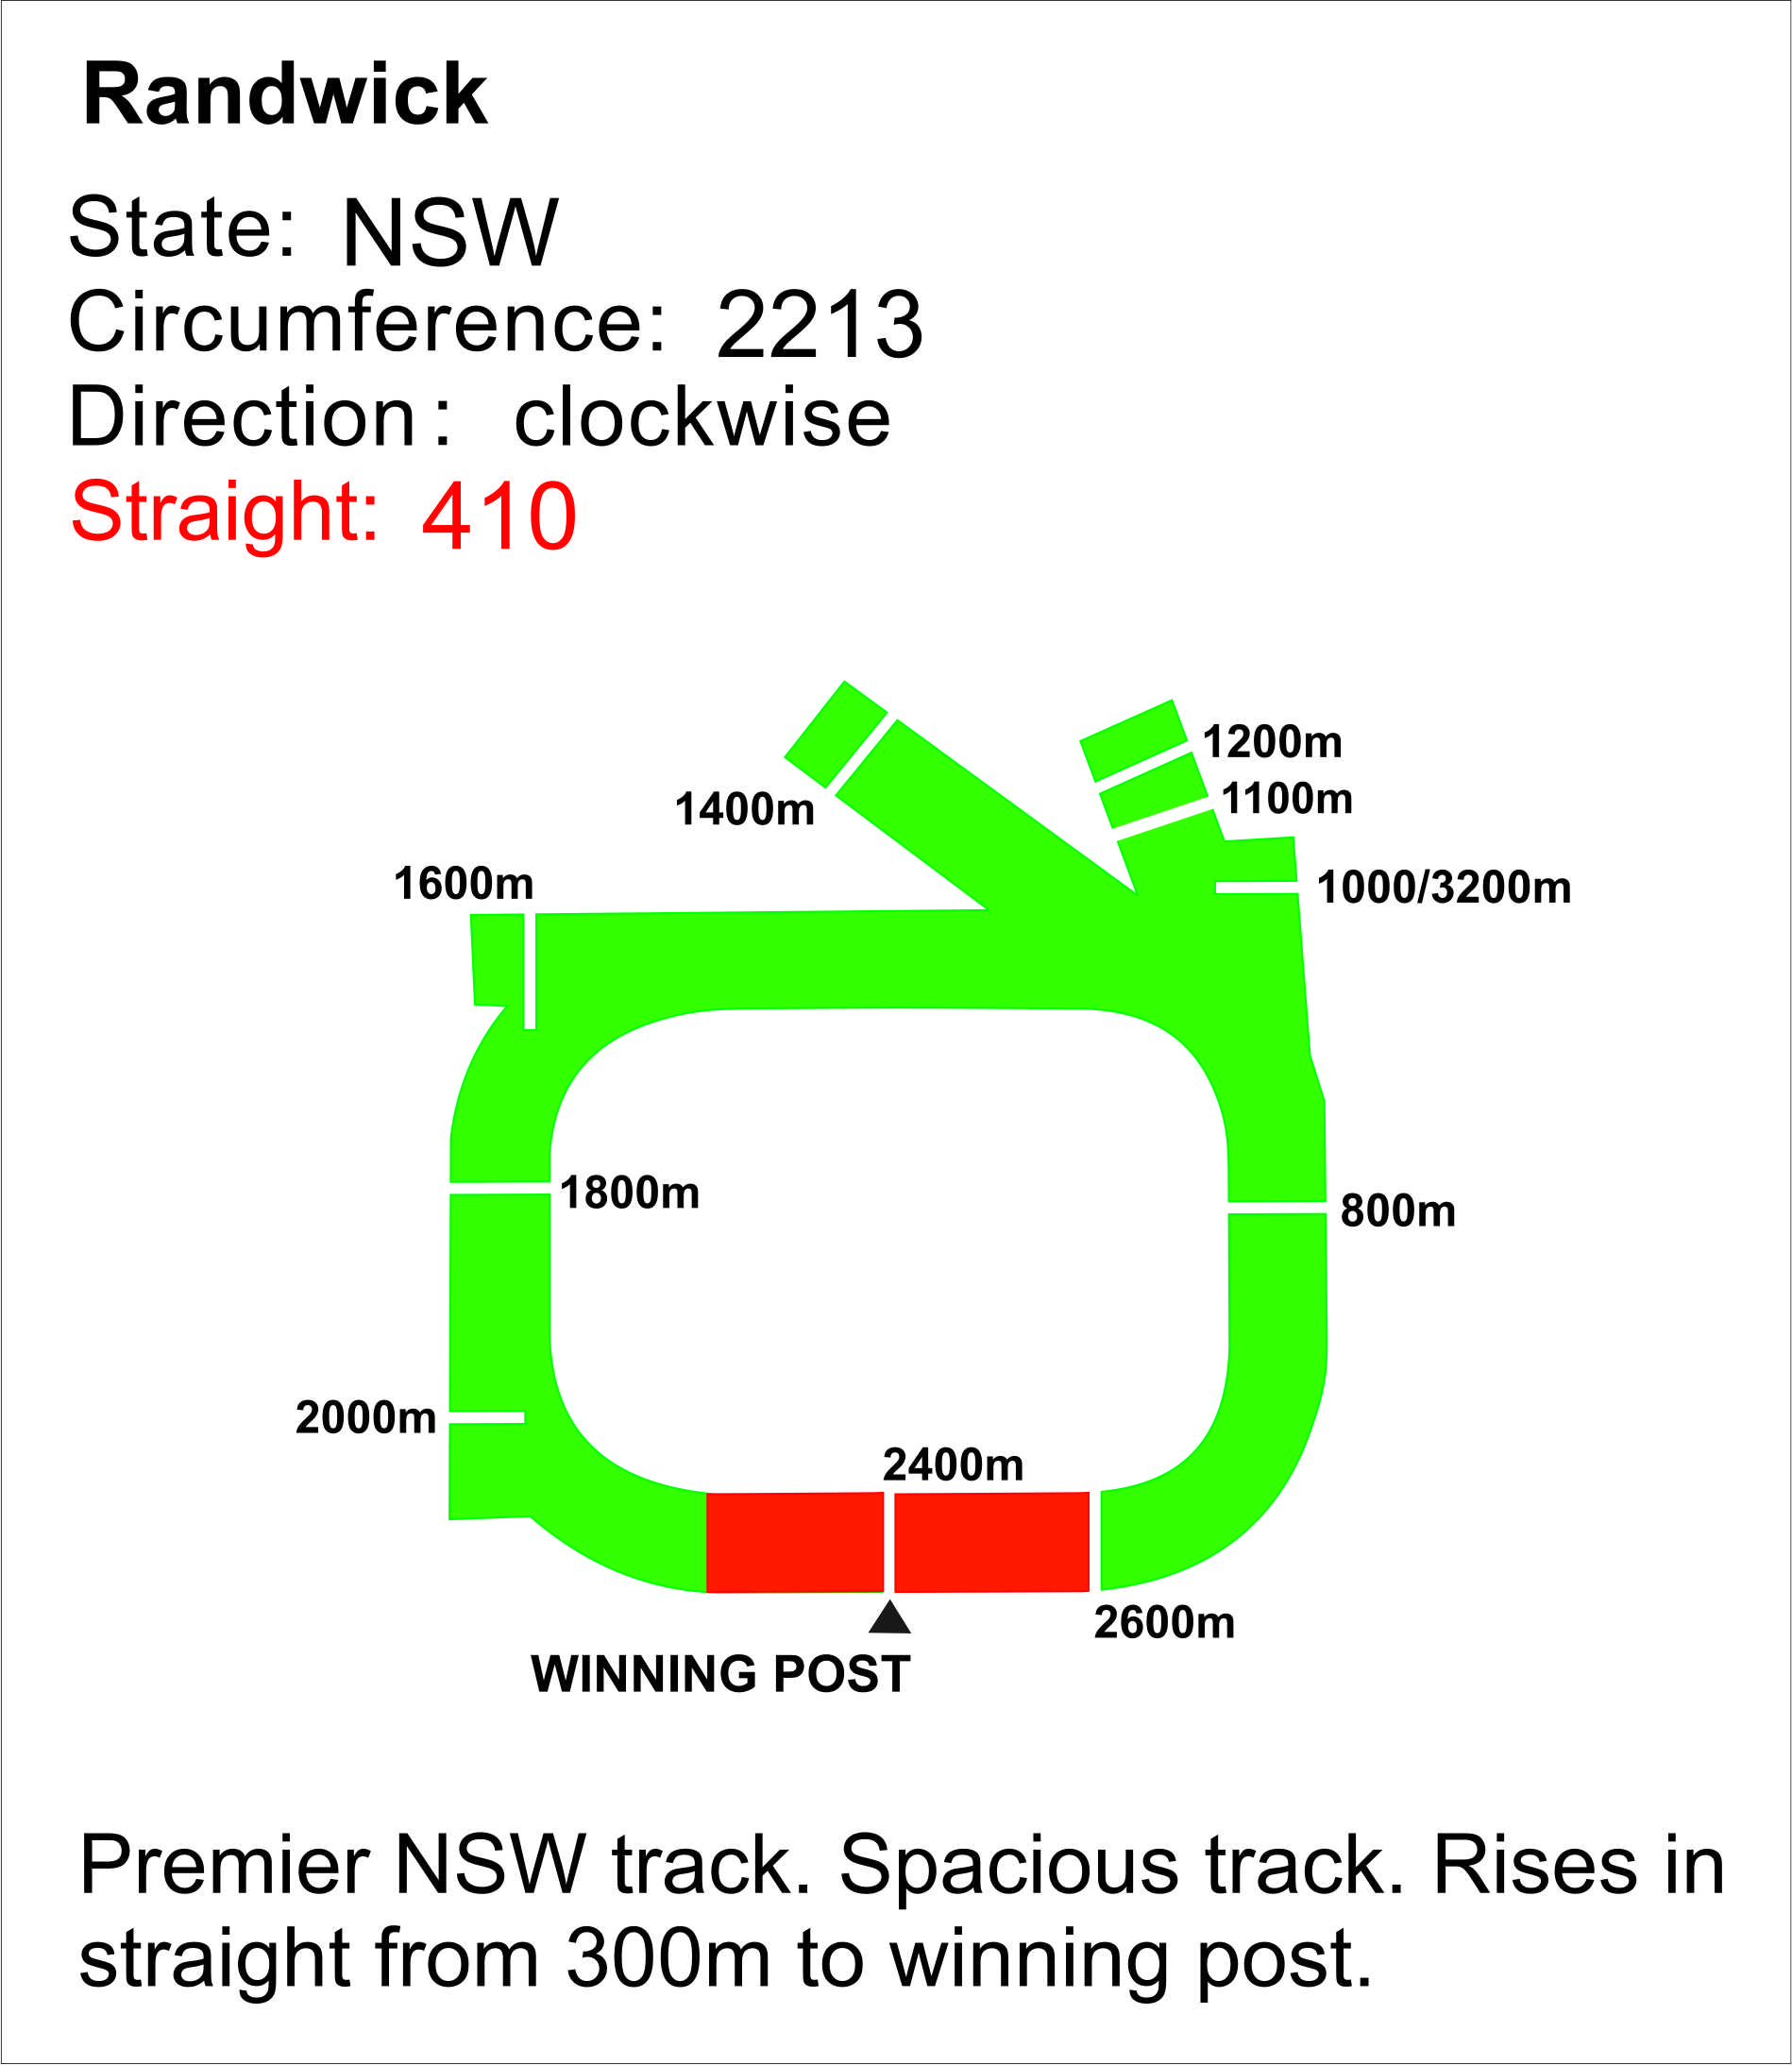 Randwick
State: NSW
Circumference: 2213
Direction : clockwise
Straight: 410
1200m
1100m
1400m
1600m
1000/3200m
1800m
800m
2000m
2400m
2600m
WINNING POST
Premier NSW track. Spacious track. Rises in
straight from 300m to winning post.